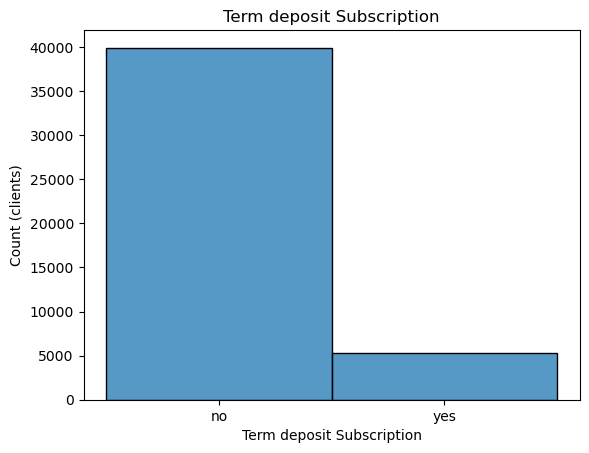 Term deposit Subscription
40000
35000
30000
25000
20000
15000
10000
5000
0
Count (clients)
no yes
Term deposit Subscription